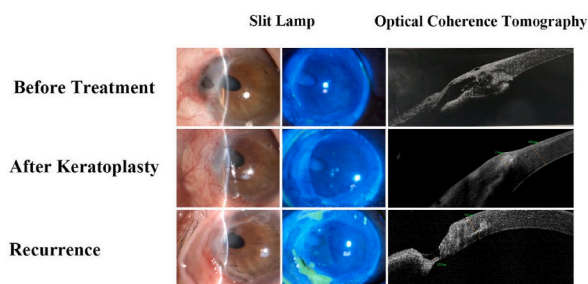 Slit Lamp
Optical Coherence Tomography
Before Treatment
After Keratoplasty
Recurrence